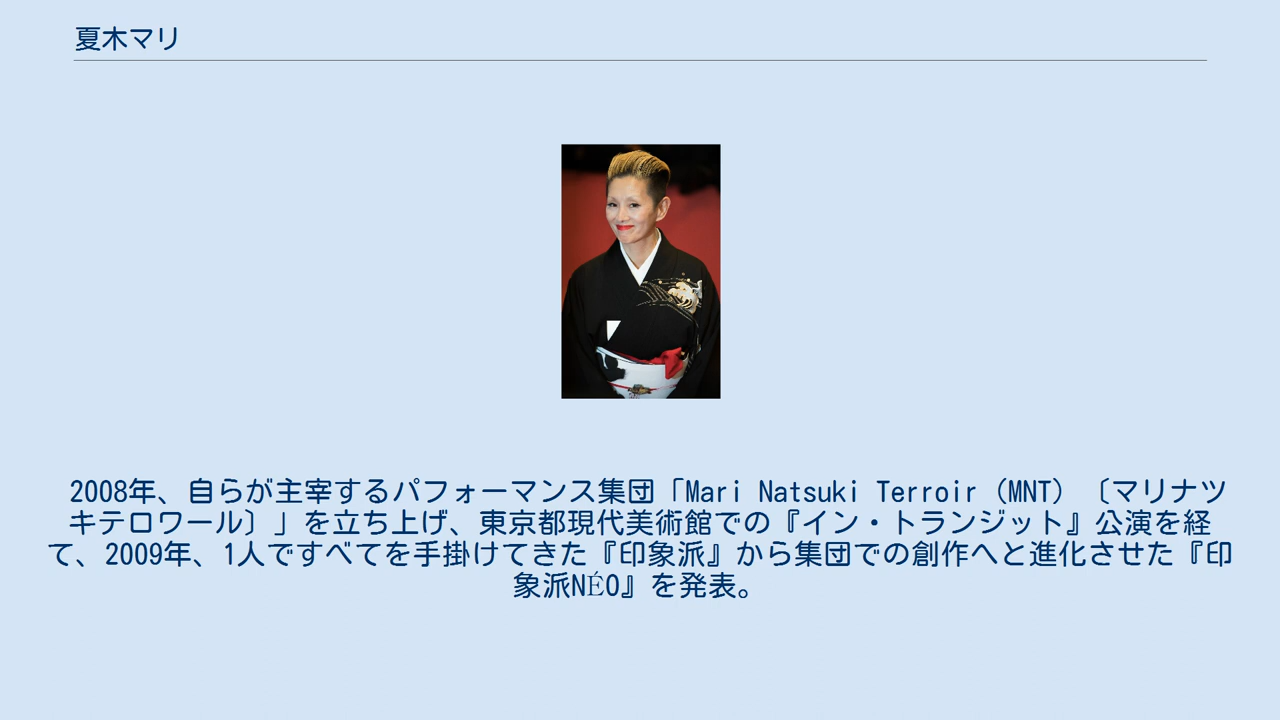 夏木マリ
2008年、自らが主宰するパフォーマンス集団「Mari Natsuki Terroir（MNT）〔マリナツ
キテロワール〕」を立ち上げ、東京都現代美術館での『イン・トランジット』公演を経
て、2009年、1人ですべてを手掛けてきた『印象派』から集団での創作へと進化させた『印
象派NÉO』を発表。